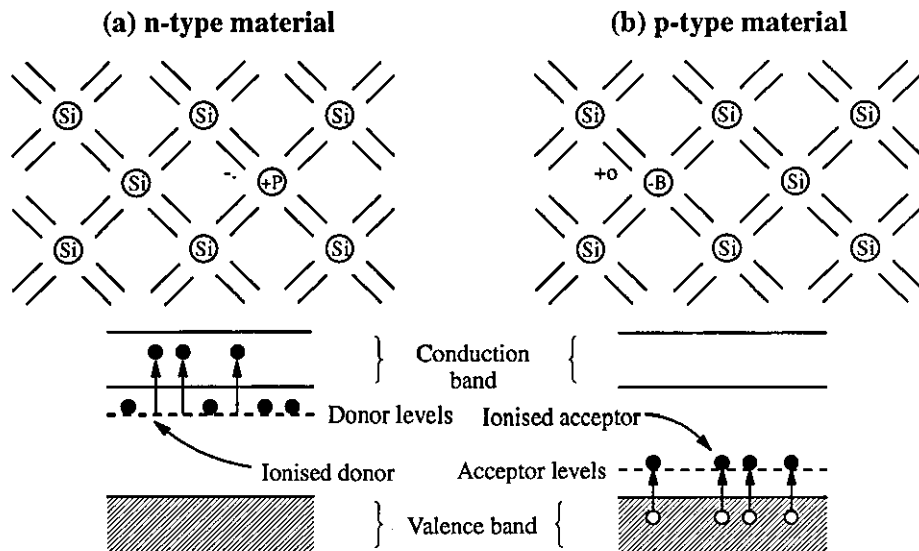 (a) n-type material
(b) p-type material
Si Si Si
Si Si Si
Si -. +P
+o -B Si
Si Si Si
Si Si Si
Conduction
band
Donor levels
Ionised acceptor
Ionised donor
Acceptor levels
Valence band